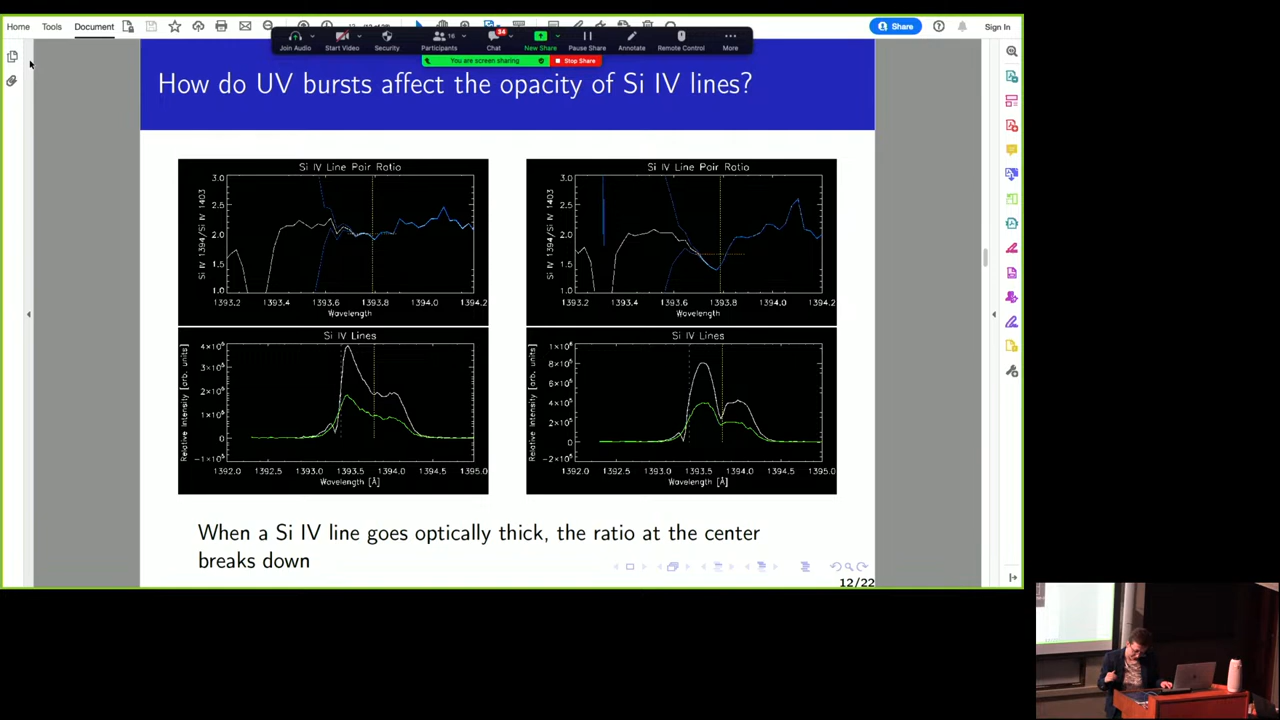 Home Tools Document
Share
Sign In
Join Audio
Start Video
Security
Participants 16
Chat 34
New Share
Pause Share
Annotate
Remote Control
More
You are screen sharing
Stop Share
How do UV bursts affect the opacity of Si IV lines?
Si IV Line Pair Ratio
Si IV 1394/Si IV 1403
3.0
2.5
2.0
1.5
1.0
1393.2 1393.4 1393.6 1393.8 1394.0 1394.2
Wavelength
Si IV Line Pair Ratio
Si IV 1394/Si IV 1403
3.0
2.5
2.0
1.5
1.0
1393.2 1393.4 1393.6 1393.8 1394.0 1394.2
Wavelength
Si IV Lines
Relative Intensity [arb. units]
0
1392.0 1392.5 1393.0 1393.5 1394.0 1394.5 1395.0
Wavelength [Å]
Si IV Lines
Relative Intensity [arb. units]
0
1392.0 1392.5 1393.0 1393.5 1394.0 1394.5 1395.0
Wavelength [Å]
When a Si IV line goes optically thick, the ratio at the center
breaks down
12/22